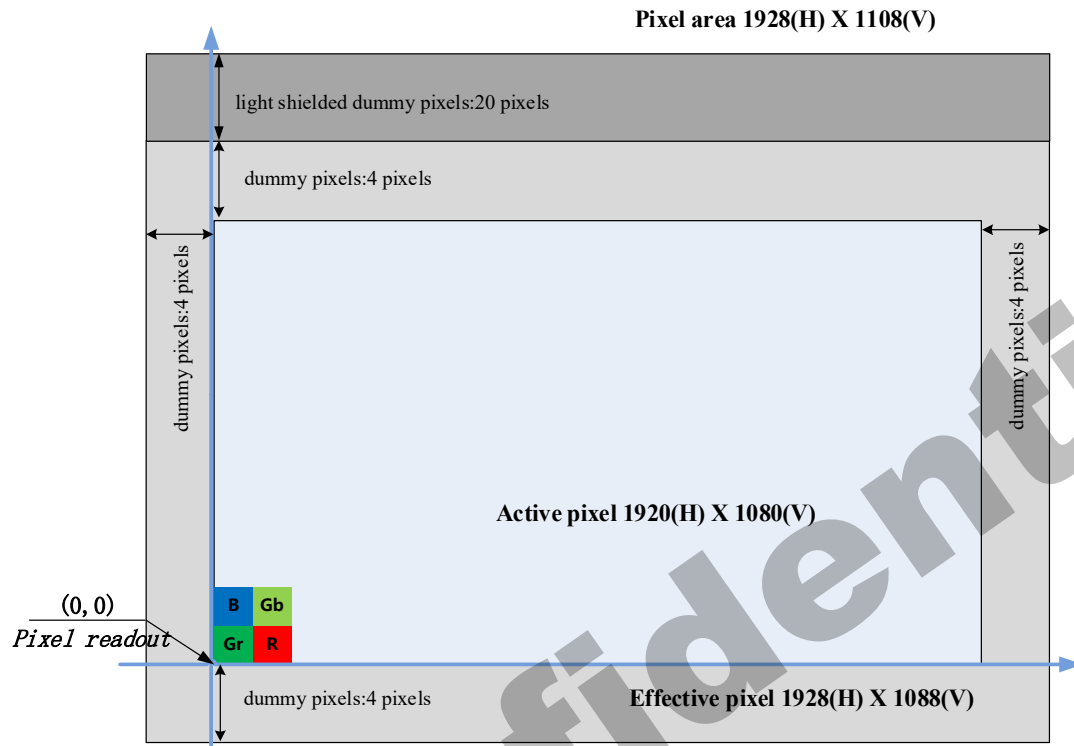 Pixel area 1928(H) X 1108(V)
light shielded dummy pixels:20 pixels
dummy pixels:4 pixels
dummy pixels:4 pixels
dummy pixels:4 pixels
Active pixel 1920(H) X 1080(V)
B Gb
(0,0)
Gr R
Pixel readout
dummy pixels:4 pixels
Effective pixel 1928(H) X 1088(V)
fidenti